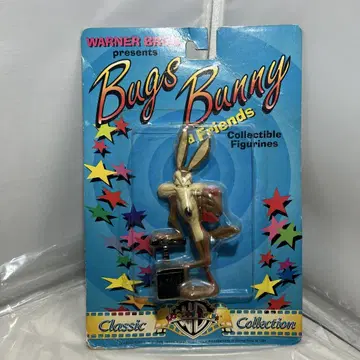 WARNER BROS
presents
Bugs
Bunny
& Friends
Collectible
Figurines
Classic
Collection